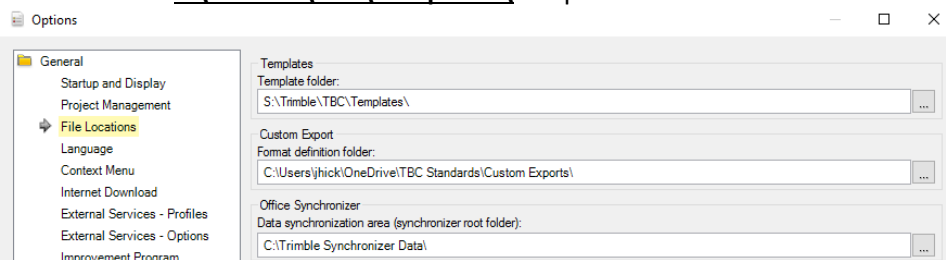 Options
General
Startup and Display
Project Management
File Locations
Language
Context Menu
Internet Download
External Services - Profiles
External Services - Options
Improvement Program
Templates
Template folder:
S:\Trimble\TBC\Templates\
...
Custom Export
Format definition folder:
C:\Users\jhick\OneDrive\TBC Standards\Custom Exports\
...
Office Synchronizer
Data synchronization area (synchronizer root folder):
C:\Trimble Synchronizer Data\
...